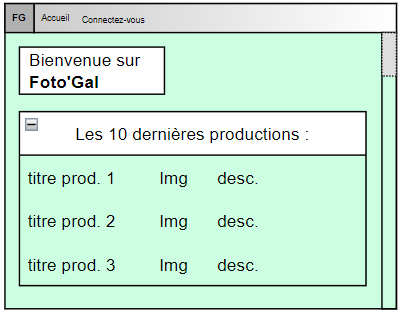 FG Accueil Connectez-vous
Bienvenue sur
Foto'Gal
Les 10 dernières productions :
titre prod. 1 Img desc.
titre prod. 2 Img desc.
titre prod. 3 Img desc.